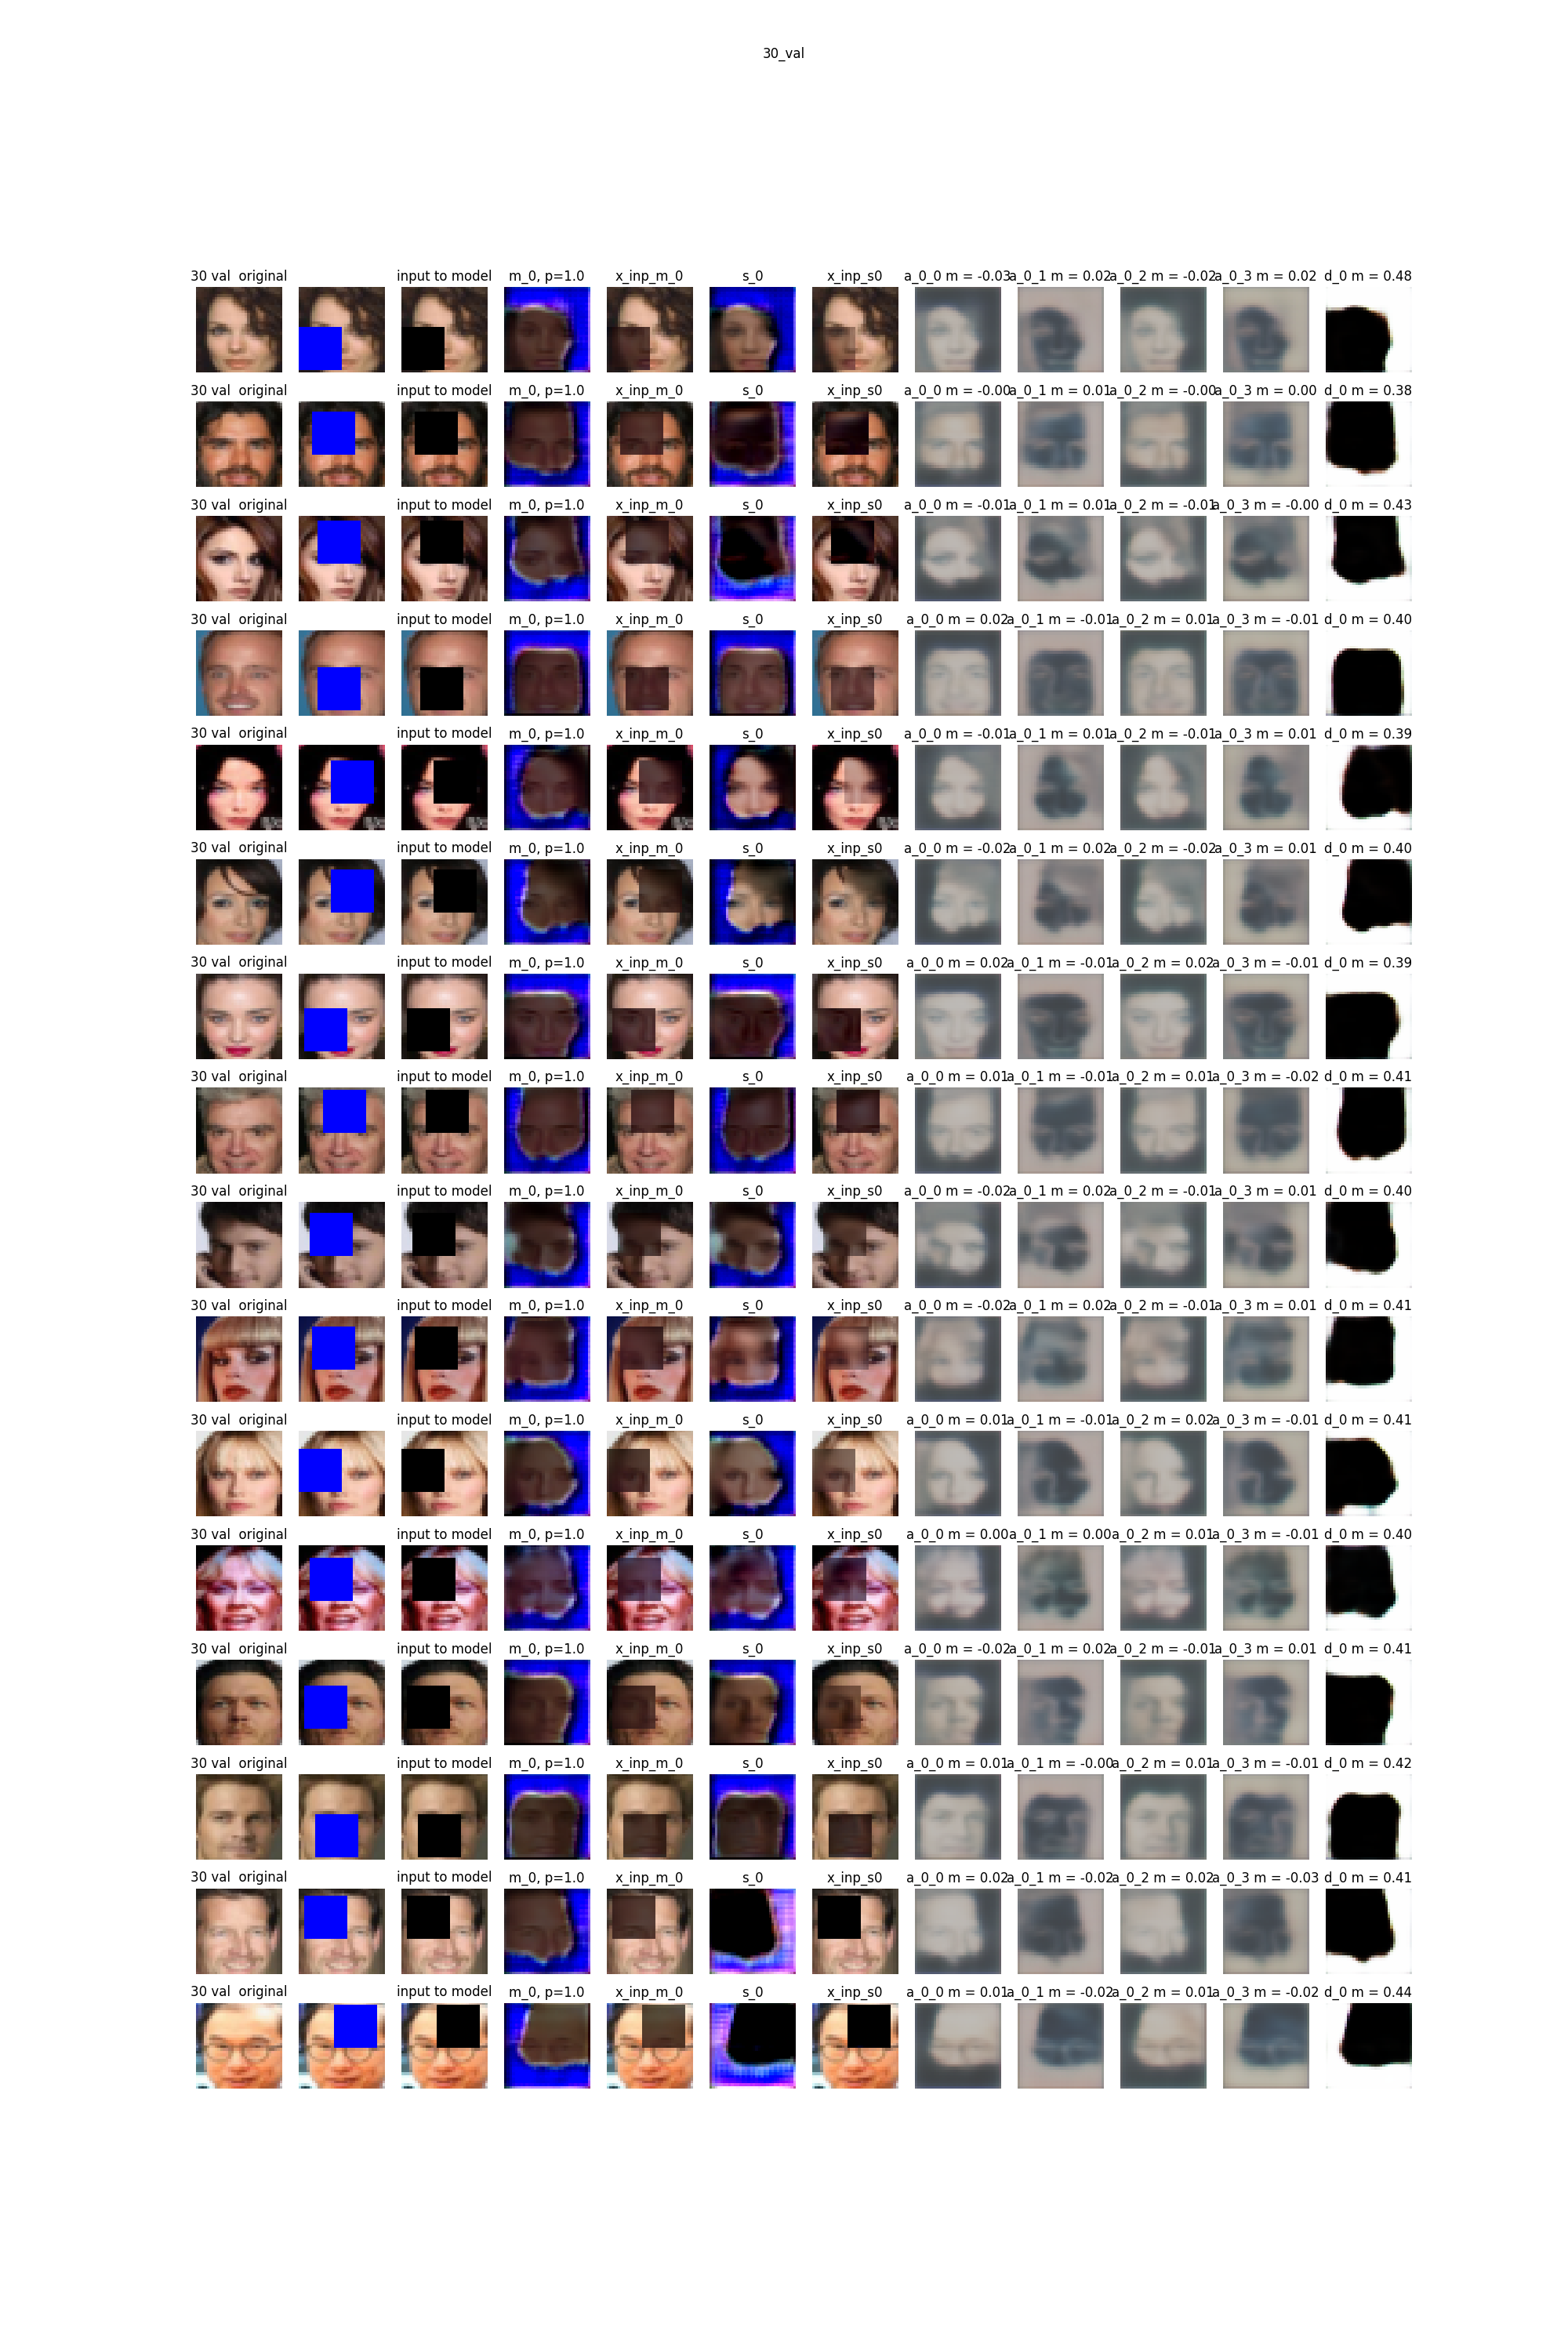 30_val
30 val original input to model m_0, p=1.0 x_inp_m_0 s_0 x_inp_s0 a_0_0 m = -0.03 a_0_1 m = 0.02 a_0_2 m = -0.02 a_0_3 m = 0.02 d_0 m = 0.48
30 val original input to model m_0, p=1.0 x_inp_m_0 s_0 x_inp_s0 a_0_0 m = -0.00 a_0_1 m = 0.01 a_0_2 m = -0.00 a_0_3 m = 0.00 d_0 m = 0.38
30 val original input to model m_0, p=1.0 x_inp_m_0 s_0 x_inp_s0 a_0_0 m = -0.01 a_0_1 m = 0.01 a_0_2 m = -0.01 a_0_3 m = -0.00 d_0 m = 0.43
30 val original input to model m_0, p=1.0 x_inp_m_0 s_0 x_inp_s0 a_0_0 m = 0.02 a_0_1 m = -0.01 a_0_2 m = 0.01 a_0_3 m = -0.01 d_0 m = 0.40
30 val original input to model m_0, p=1.0 x_inp_m_0 s_0 x_inp_s0 a_0_0 m = -0.01 a_0_1 m = 0.01 a_0_2 m = -0.01 a_0_3 m = 0.01 d_0 m = 0.39
30 val original input to model m_0, p=1.0 x_inp_m_0 s_0 x_inp_s0 a_0_0 m = -0.02 a_0_1 m = 0.02 a_0_2 m = -0.02 a_0_3 m = 0.01 d_0 m = 0.40
30 val original input to model m_0, p=1.0 x_inp_m_0 s_0 x_inp_s0 a_0_0 m = 0.02 a_0_1 m = -0.01 a_0_2 m = 0.02 a_0_3 m = -0.01 d_0 m = 0.39
30 val original input to model m_0, p=1.0 x_inp_m_0 s_0 x_inp_s0 a_0_0 m = 0.01 a_0_1 m = -0.01 a_0_2 m = 0.01 a_0_3 m = -0.02 d_0 m = 0.41
30 val original input to model m_0, p=1.0 x_inp_m_0 s_0 x_inp_s0 a_0_0 m = -0.02 a_0_1 m = 0.02 a_0_2 m = -0.01 a_0_3 m = 0.01 d_0 m = 0.40
30 val original input to model m_0, p=1.0 x_inp_m_0 s_0 x_inp_s0 a_0_0 m = -0.02 a_0_1 m = 0.02 a_0_2 m = -0.01 a_0_3 m = 0.01 d_0 m = 0.41
30 val original input to model m_0, p=1.0 x_inp_m_0 s_0 x_inp_s0 a_0_0 m = 0.01 a_0_1 m = -0.01 a_0_2 m = 0.02 a_0_3 m = -0.01 d_0 m = 0.41
30 val original input to model m_0, p=1.0 x_inp_m_0 s_0 x_inp_s0 a_0_0 m = 0.00 a_0_1 m = 0.00 a_0_2 m = 0.01 a_0_3 m = -0.01 d_0 m = 0.40
30 val original input to model m_0, p=1.0 x_inp_m_0 s_0 x_inp_s0 a_0_0 m = -0.02 a_0_1 m = 0.02 a_0_2 m = -0.01 a_0_3 m = 0.01 d_0 m = 0.41
30 val original input to model m_0, p=1.0 x_inp_m_0 s_0 x_inp_s0 a_0_0 m = 0.01 a_0_1 m = -0.00 a_0_2 m = 0.01 a_0_3 m = -0.01 d_0 m = 0.42
30 val original input to model m_0, p=1.0 x_inp_m_0 s_0 x_inp_s0 a_0_0 m = 0.02 a_0_1 m = -0.02 a_0_2 m = 0.02 a_0_3 m = -0.03 d_0 m = 0.41
30 val original input to model m_0, p=1.0 x_inp_m_0 s_0 x_inp_s0 a_0_0 m = 0.01 a_0_1 m = -0.02 a_0_2 m = 0.01 a_0_3 m = -0.02 d_0 m = 0.44